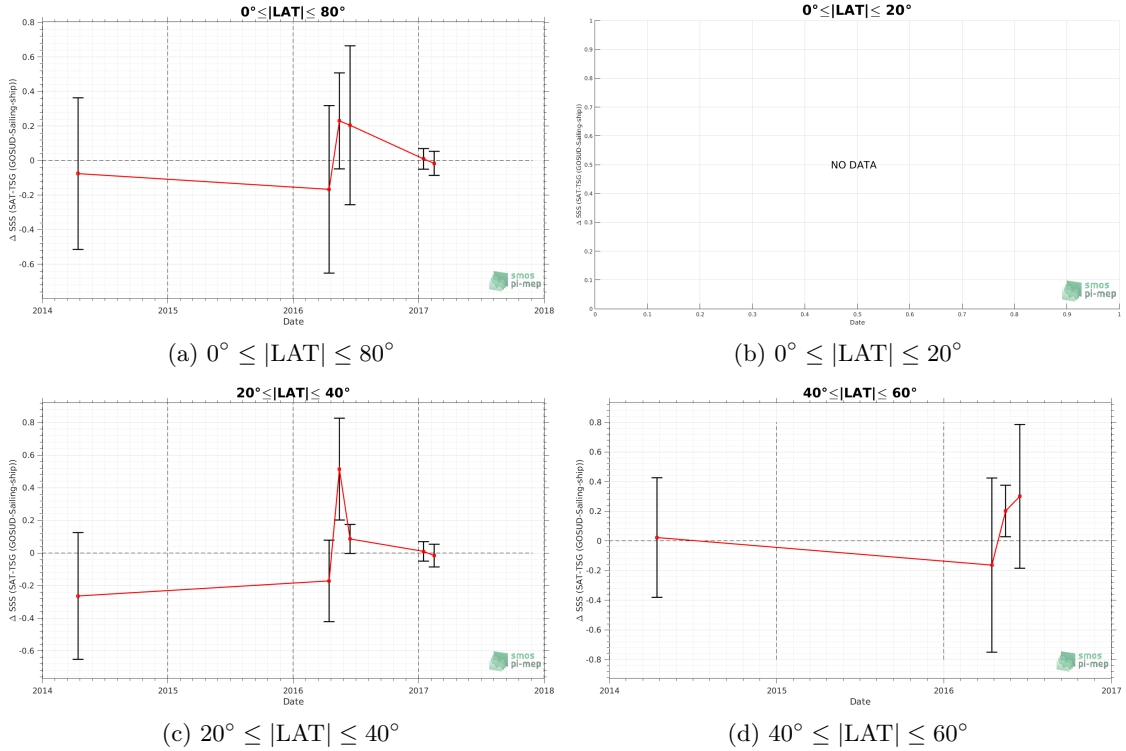 0°≤|LAT|≤ 80°
Δ SSS (SAT-TSG (GOSUD-Sailing-ship))
0.8
0.6
0.4
0.2
0
-0.2
-0.4
-0.6
2014
2015
2016
2017
2018
Date
smos
pi-mep
(a) 0° ≤ |LAT| ≤ 80°
0°≤|LAT|≤ 20°
Δ SSS (SAT-TSG (GOSUD-Sailing-ship))
1
0.9
0.8
0.7
0.6
0.5
0.4
0.3
0.2
0.1
0
NO DATA
0
0.1
0.2
0.3
0.4
0.5
0.6
0.7
0.8
0.9
1
Date
smos
pi-mep
(b) 0° ≤ |LAT| ≤ 20°
20°≤|LAT|≤ 40°
Δ SSS (SAT-TSG (GOSUD-Sailing-ship))
0.8
0.6
0.4
0.2
0
-0.2
-0.4
-0.6
2014
2015
2016
2017
2018
Date
smos
pi-mep
(c) 20° ≤ |LAT| ≤ 40°
40°≤|LAT|≤ 60°
Δ SSS (SAT-TSG (GOSUD-Sailing-ship))
0.8
0.6
0.4
0.2
0
-0.2
-0.4
-0.6
-0.8
2014
2015
2016
2017
Date
smos
pi-mep
(d) 40° ≤ |LAT| ≤ 60°